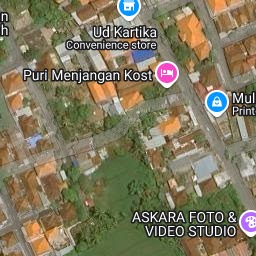 Ud Kartika
Convenience store
n
h
Puri Menjangan Kost
Mul
Print
ASKARA FOTO &
VIDEO STUDIO